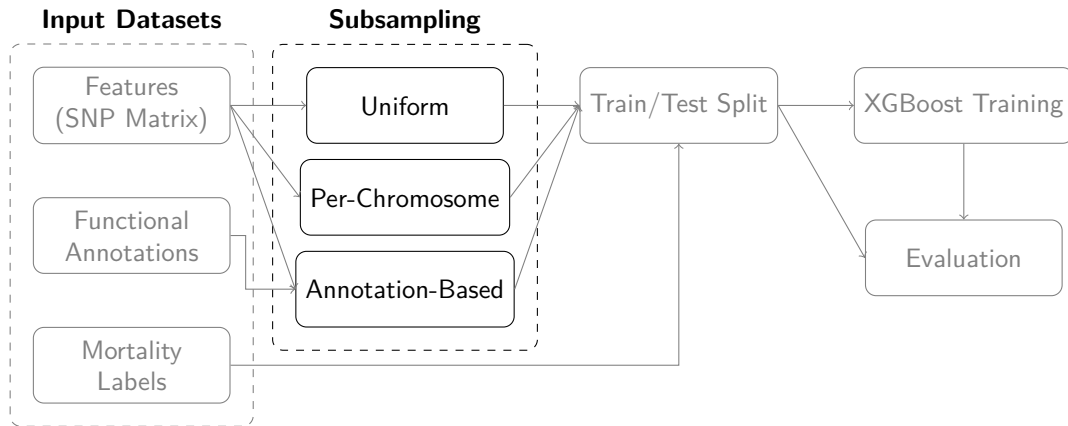 Input Datasets
Subsampling
Features
(SNP Matrix)
Uniform
Train/Test Split
XGBoost Training
Per-Chromosome
Functional
Annotations
Evaluation
Annotation-Based
Mortality
Labels